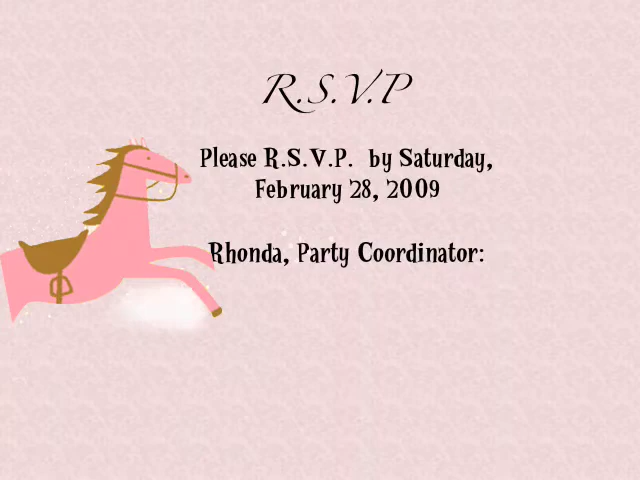 R.S.V.P
Please R.S.V.P. by Saturday,
February 28, 2009
Rhonda, Party Coordinator: